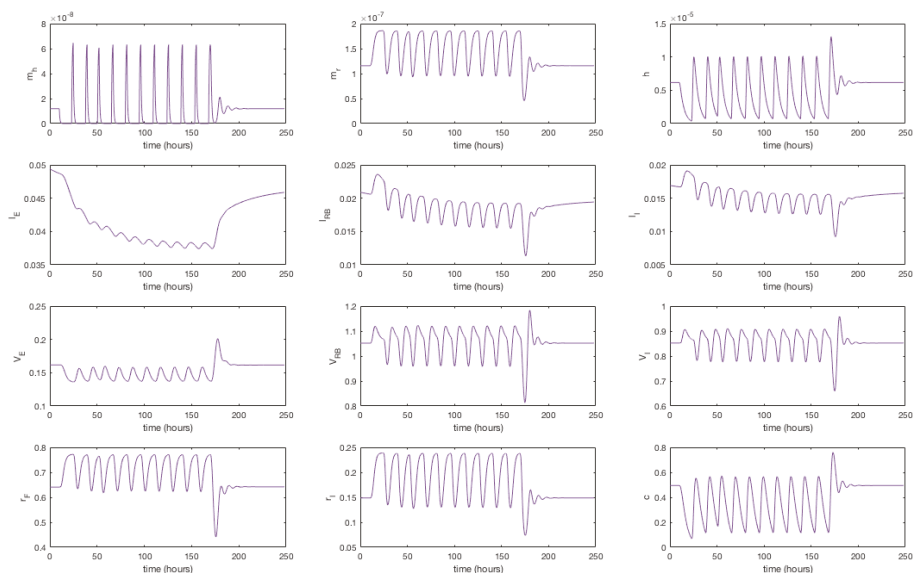 ×10⁻⁸ ×10⁻⁷ ×10⁻⁵
8 2 1.5
6 1.5 1
4 1 0.5
2 0.5 0
0 0
m_h m_r h
0 50 100 150 200 250 0 50 100 150 200 250 0 50 100 150 200 250
time (hours) time (hours) time (hours)
0.05 0.025 0.02
0.045 0.02 0.015
0.04 0.015 0.01
0.035 0.01 0.005
I_E I_RB I_I
0 50 100 150 200 250 0 50 100 150 200 250 0 50 100 150 200 250
time (hours) time (hours) time (hours)
0.25 1.2 1
0.2 1.1 0.9
0.15 1 0.8
0.1 0.9 0.7
0.8 0.6
V_E V_RB V_I
0 50 100 150 200 250 0 50 100 150 200 250 0 50 100 150 200 250
time (hours) time (hours) time (hours)
0.8 0.25 0.8
0.7 0.2 0.6
0.6 0.15 0.4
0.5 0.1 0.2
0.4 0.05 0
r_F r_I c
0 50 100 150 200 250 0 50 100 150 200 250 0 50 100 150 200 250
time (hours) time (hours) time (hours)